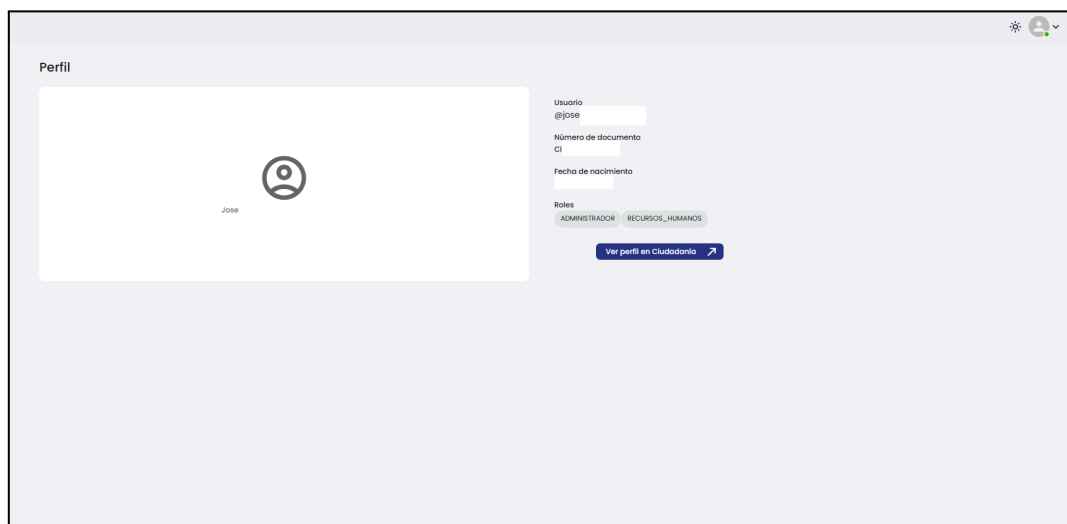 Perfil
Jose
Usuario
@jose
Número de documento
CI
Fecha de nacimiento
Roles
ADMINISTRADOR RECURSOS_HUMANOS
Ver perfil en Ciudadanía